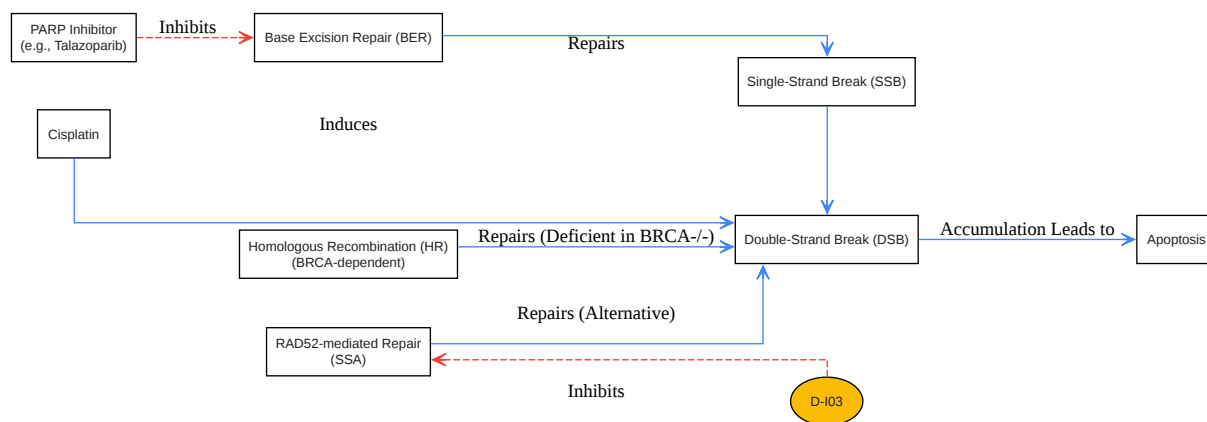 PARP Inhibitor
(e.g., Talazoparib)
Inhibits
Base Excision Repair (BER)
Repairs
Single-Strand Break (SSB)
Cisplatin
Induces
Homologous Recombination (HR)
(BRCA-dependent)
Repairs (Deficient in BRCA-/-)
Double-Strand Break (DSB)
Accumulation Leads to
Apoptosis
Repairs (Alternative)
RAD52-mediated Repair
(SSA)
Inhibits
D-I03